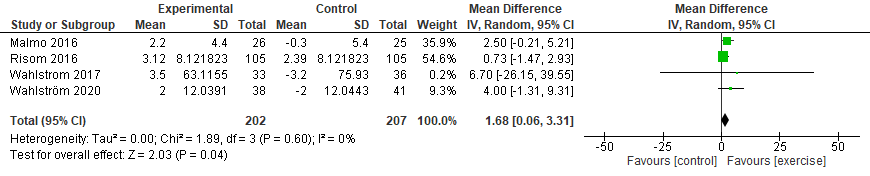 Experimental Control Mean Difference Mean Difference
Study or Subgroup Mean SD Total Mean SD Total Weight IV, Random, 95% CI IV, Random, 95% CI
Malmo 2016 2.2 4.4 26 -0.3 5.4 25 35.9% 2.50 [-0.21, 5.21]
Risom 2016 3.12 8.121823 105 2.39 8.121823 105 54.6% 0.73 [-1.47, 2.93]
Wahlstrom 2017 3.5 63.1155 33 -3.2 75.93 36 0.2% 6.70 [-26.15, 39.55]
Wahlström 2020 2 12.0391 38 -2 12.0443 41 9.3% 4.00 [-1.31, 9.31]
Total (95% CI) 202 207 100.0% 1.68 [0.06, 3.31]
Heterogeneity: Tau² = 0.00; Chi² = 1.89, df = 3 (P = 0.60); I² = 0%
Test for overall effect: Z = 2.03 (P = 0.04)
-50 -25 0 25 50
Favours [control] Favours [exercise]